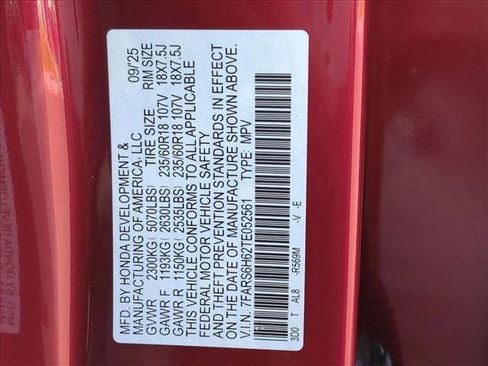 MFD. BY HONDA DEVELOPMENT & 09/25
MANUFACTURING OF AMERICA, LLC
TIRE SIZE RIM SIZE
GVWR 2300KG( 5070LBS)
GAWR F 1193KG( 2630LBS) 235/60R18 107V 18X7.5J
GAWR R 1150KG( 2535LBS) 235/60R18 107V 18X7.5J
THIS VEHICLE CONFORMS TO ALL APPLICABLE
FEDERAL MOTOR VEHICLE SAFETY
AND THEFT PREVENTION STANDARDS IN EFFECT
ON THE DATE OF MANUFACTURE SHOWN ABOVE.
V.I.N. 7FARS6H62TE052561 TYPE: MPV
3D0 T AL8 -R569M -V -E